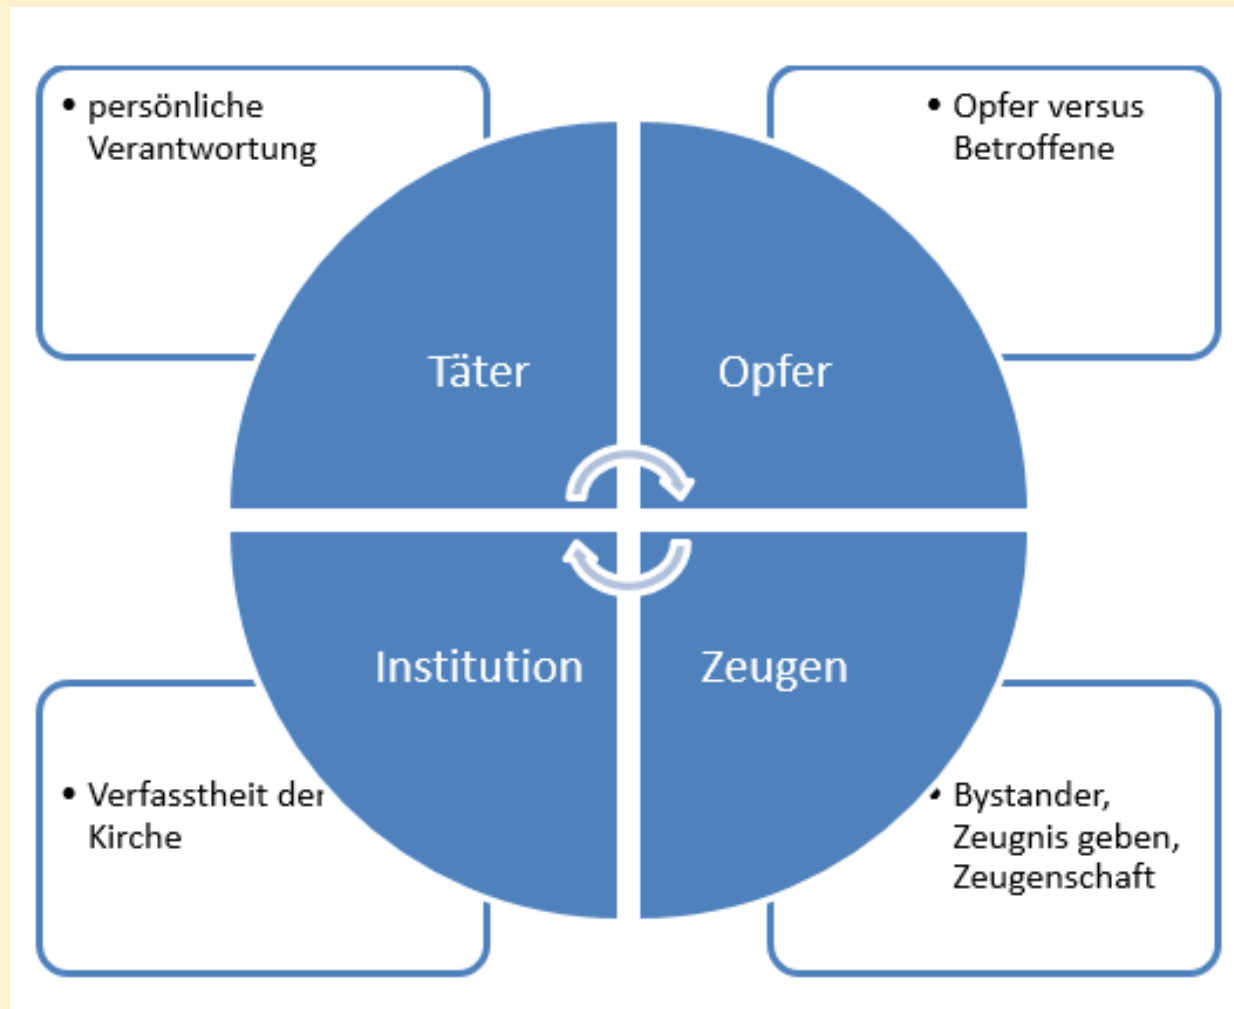 • persönliche
Verantwortung
• Opfer versus
Betroffene
Täter
Opfer
Institution
Zeugen
• Verfasstheit der
Kirche
• Bystander,
Zeugnis geben,
Zeugenschaft